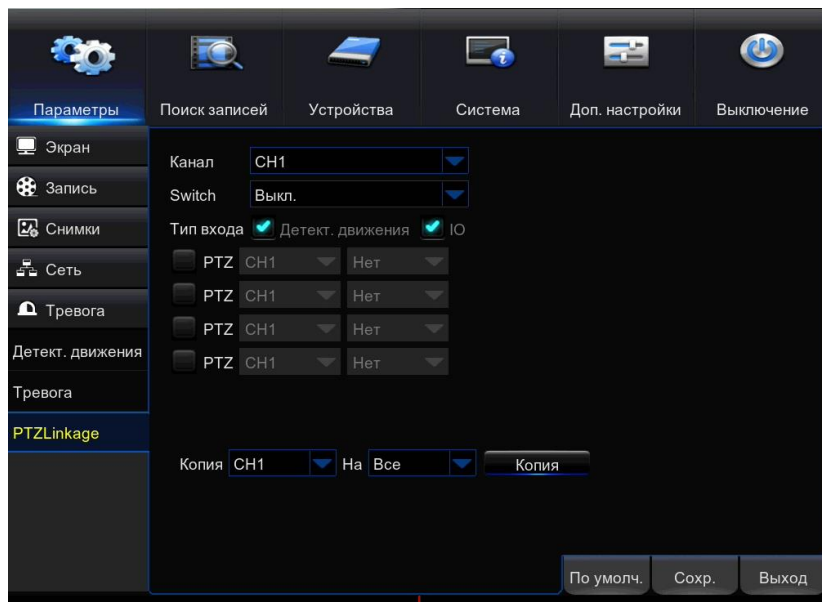 Параметры Поиск записей Устройства Система Доп. настройки Выключение
Экран
Запись
Снимки
Сеть
Тревога
Детект. движения
Тревога
PTZLinkage
Канал CH1
Switch Выкл.
Тип входа Детект. движения IO
PTZ CH1 Нет
PTZ CH1 Нет
PTZ CH1 Нет
PTZ CH1 Нет
Копия CH1 На Все Копия
По умолч. Сохр. Выход